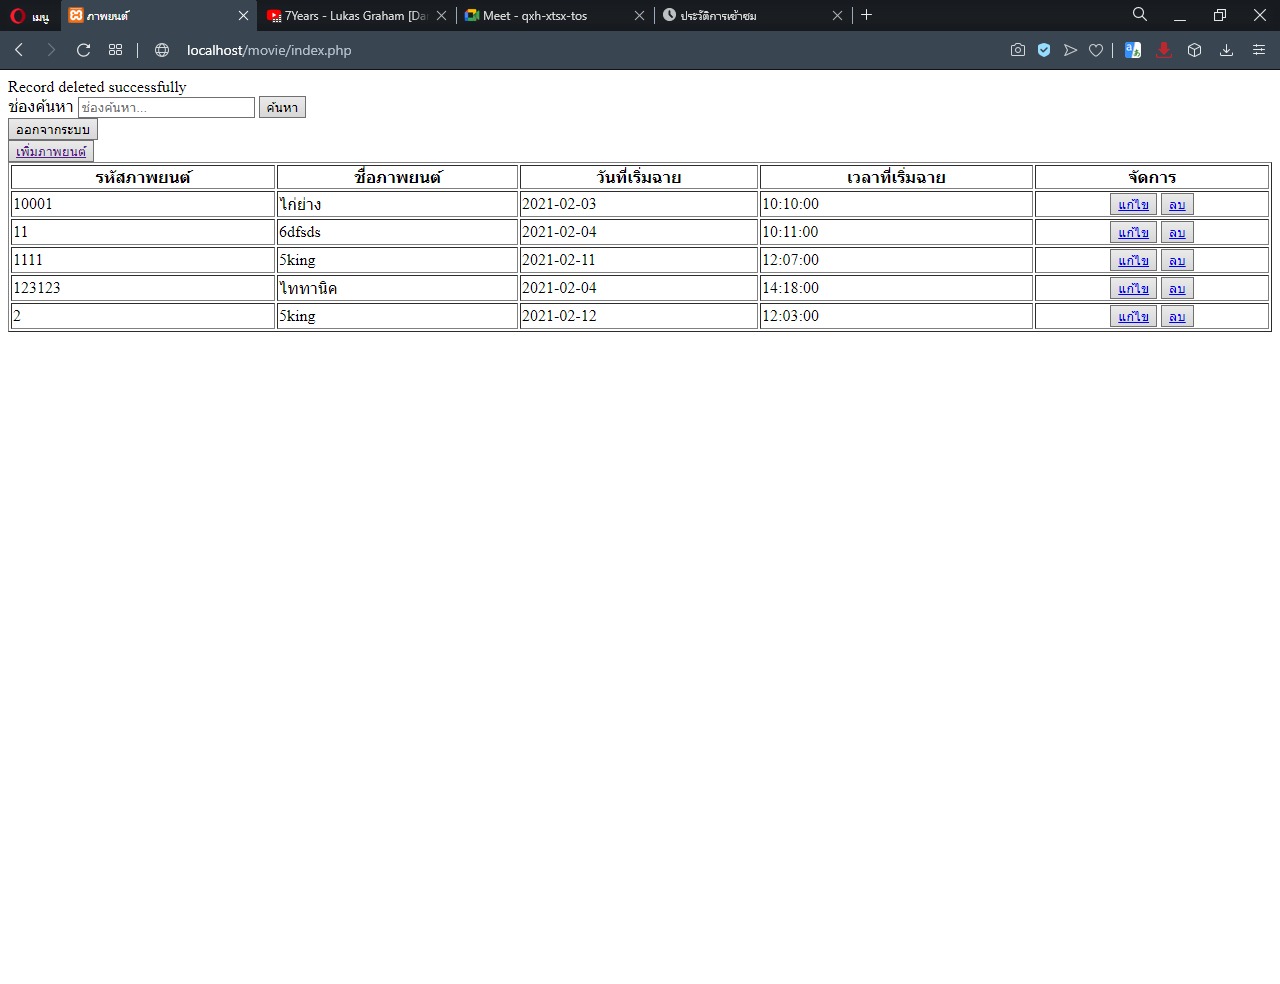 เมนู
ภาพยนต์
7Years - Lukas Graham [Da
Meet - qxh-xtsx-tos
ประวัติการเข้าชม
localhost/movie/index.php
Record deleted successfully
ช่องค้นหา ช่องค้นหา... ค้นหา
ออกจากระบบ
เพิ่มภาพยนต์
รหัสภาพยนต์ ชื่อภาพยนต์ วันที่เริ่มฉาย เวลาที่เริ่มฉาย จัดการ
10001 ไก่ย่าง 2021-02-03 10:10:00 แก้ไข ลบ
11 6dfsds 2021-02-04 10:11:00 แก้ไข ลบ
1111 5king 2021-02-11 12:07:00 แก้ไข ลบ
123123 ไททานิค 2021-02-04 14:18:00 แก้ไข ลบ
2 5king 2021-02-12 12:03:00 แก้ไข ลบ